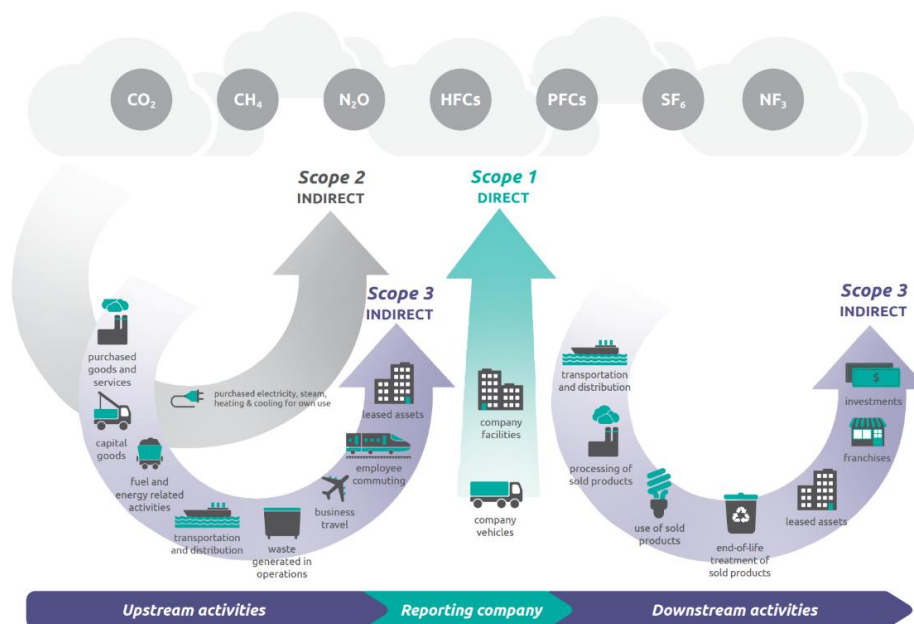 CO₂
CH₄
N₂O
HFCs
PFCs
SF₆
NF₃
Scope 2
INDIRECT
Scope 1
DIRECT
Scope 3
INDIRECT
Scope 3
INDIRECT
purchased
goods and
services
capital
goods
fuel and
energy related
activities
transportation
and distribution
waste
generated in
operations
business
travel
employee
commuting
leased assets
purchased electricity, steam,
heating & cooling for own use
company
facilities
company
vehicles
transportation
and distribution
processing of
sold products
use of sold
products
end-of-life
treatment of
sold products
leased assets
franchises
$
investments
Upstream activities
Reporting company
Downstream activities